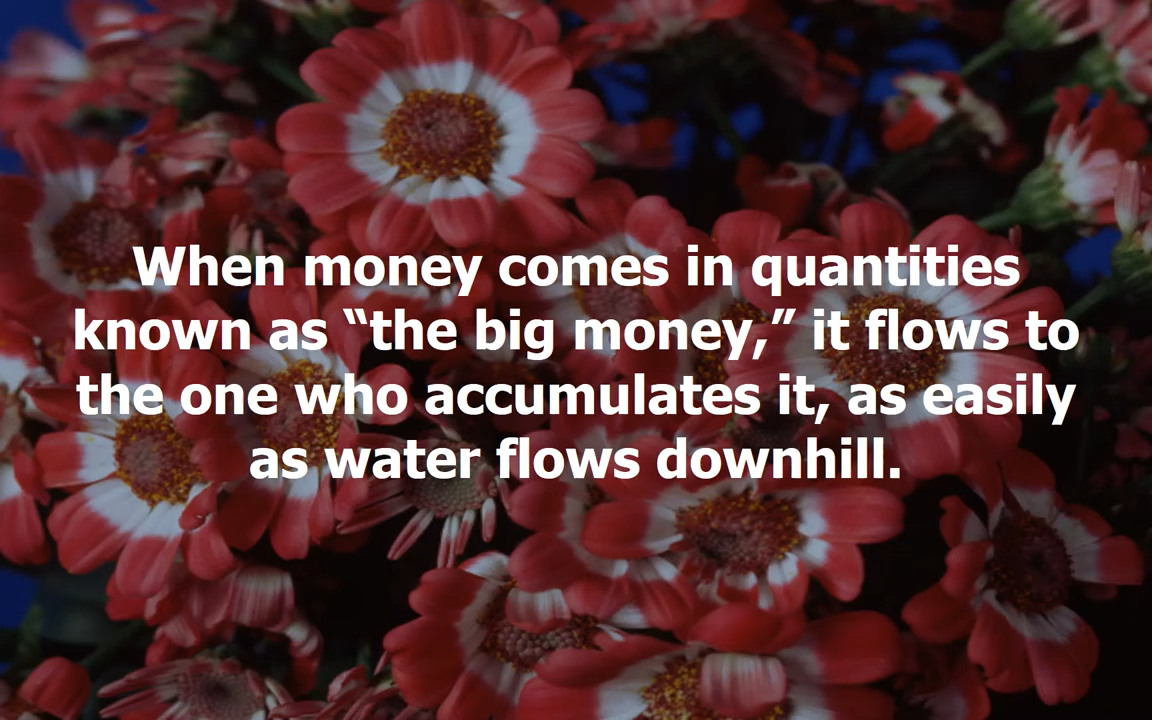 When money comes in quantities
known as “the big money,” it flows to
the one who accumulates it, as easily
as water flows downhill.